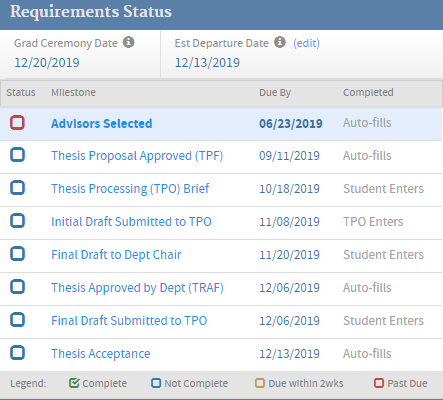 Requirements Status
Grad Ceremony Date Est Departure Date (edit)
12/20/2019 12/13/2019
Status Milestone Due By Completed
Advisors Selected 06/23/2019 Auto-fills
Thesis Proposal Approved (TPF) 09/11/2019 Auto-fills
Thesis Processing (TPO) Brief 10/18/2019 Student Enters
Initial Draft Submitted to TPO 11/08/2019 TPO Enters
Final Draft to Dept Chair 11/20/2019 Student Enters
Thesis Approved by Dept (TRAF) 12/06/2019 Auto-fills
Final Draft Submitted to TPO 12/06/2019 Student Enters
Thesis Acceptance 12/13/2019 Auto-fills
Legend: Complete Not Complete Due within 2wks Past Due